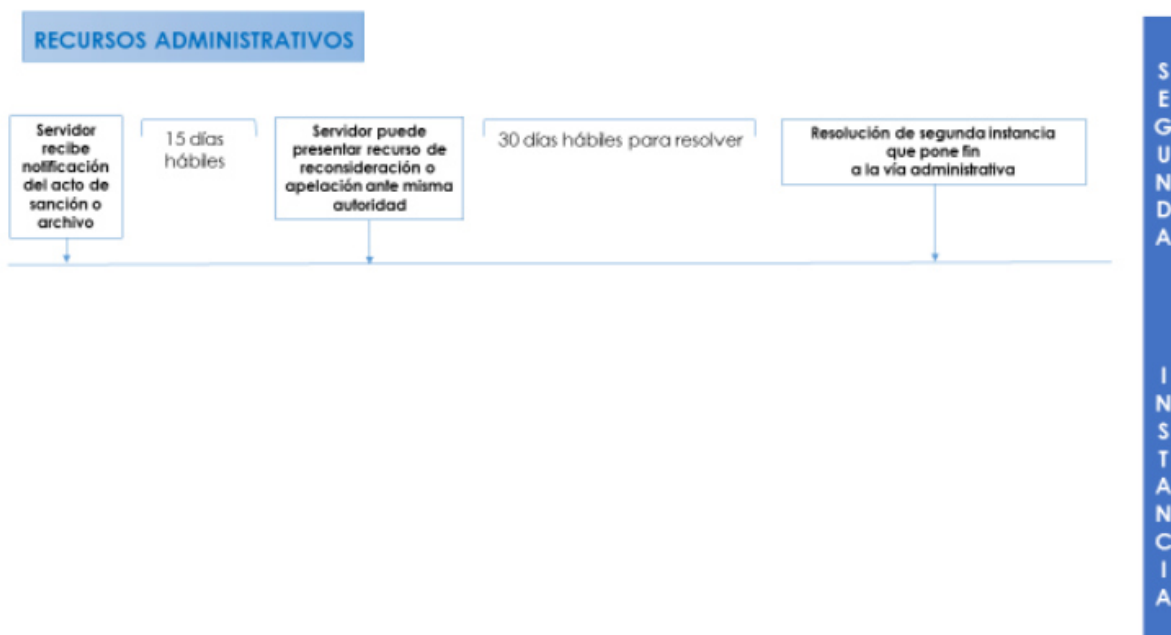 RECURSOS ADMINISTRATIVOS
Servidor
recibe
notificación
del acto de
sanción o
archivo
15 días
hábiles
Servidor puede
presentar recurso de
reconsideración o
apelación ante misma
autoridad
30 días hábiles para resolver
Resolución de segunda instancia
que pone fin
a la vía administrativa
SEGUNDA
INSTANCIA